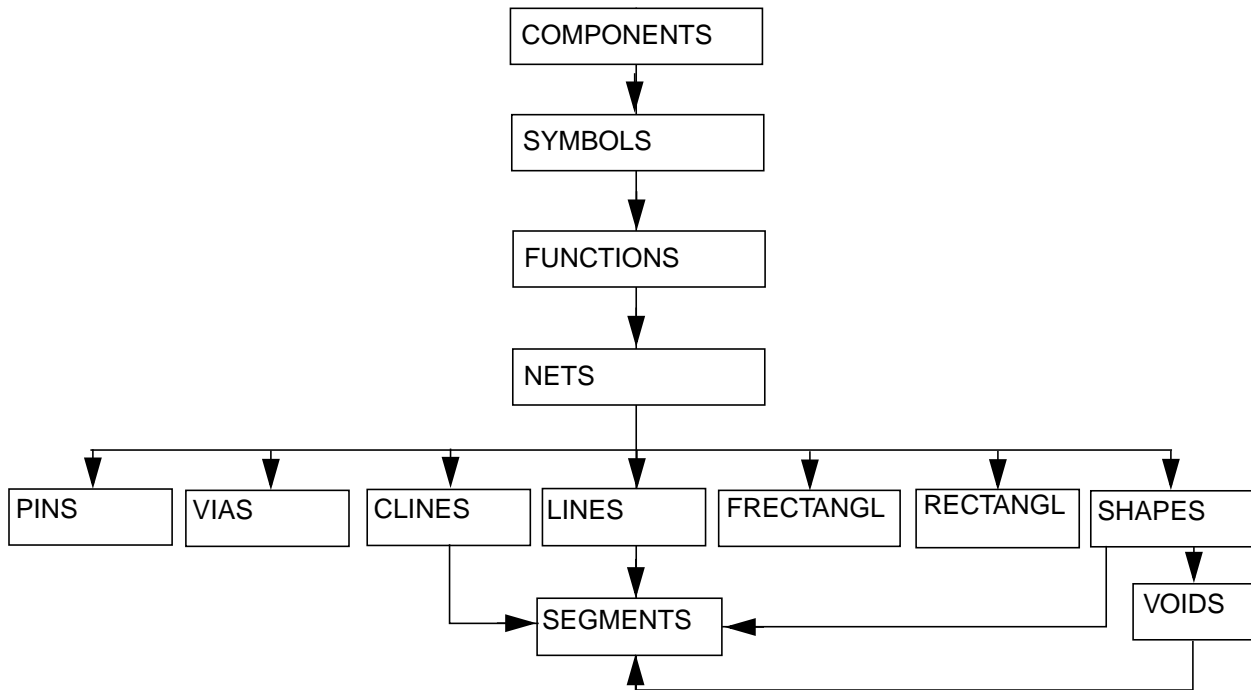 COMPONENTS
SYMBOLS
FUNCTIONS
NETS
PINS
VIAS
CLINES
LINES
FRECTANGL
RECTANGL
SHAPES
SEGMENTS
VOIDS